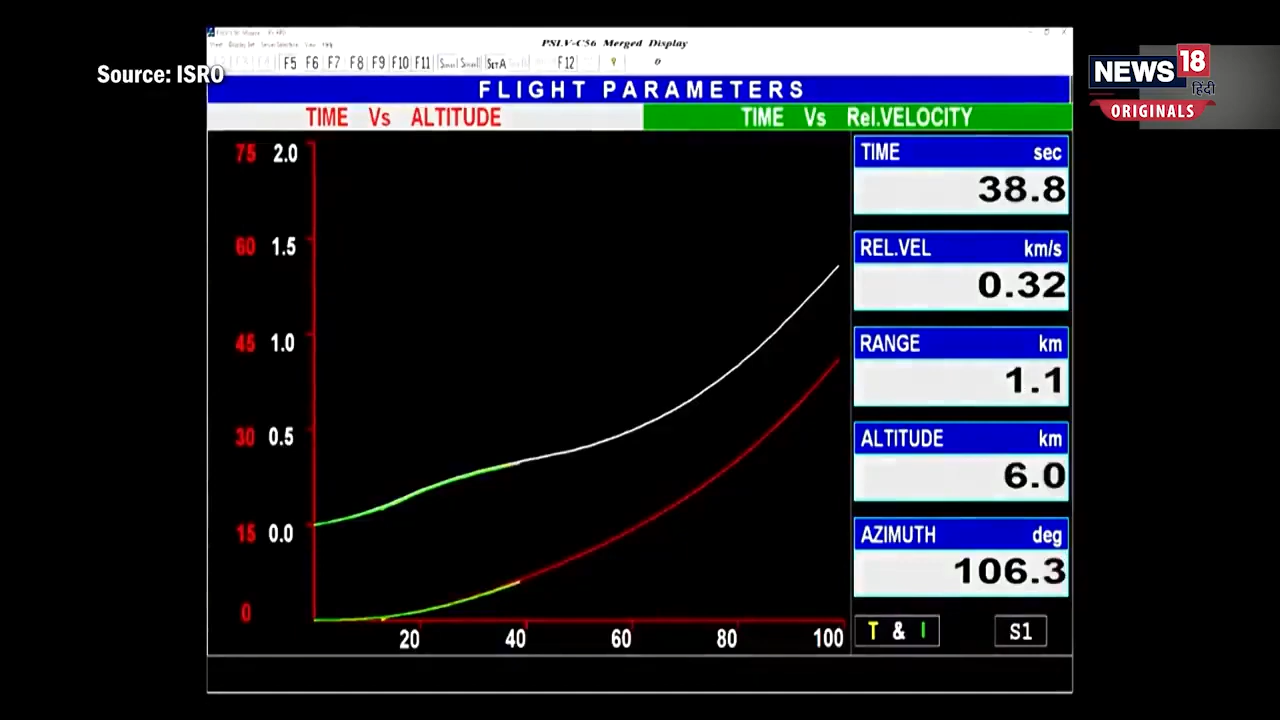 PSLV-C56 Merged Display
F5 F6 F7 F8 F9 F10 F11 SetA F12
0
Source: ISRO
NEWS 18
हिंदी
ORIGINALS
FLIGHT PARAMETERS
TIME Vs ALTITUDE TIME Vs Rel.VELOCITY
75 2.0
60 1.5
45 1.0
30 0.5
15 0.0
0
20 40 60 80 100
TIME sec
38.8
REL.VEL km/s
0.32
RANGE km
1.1
ALTITUDE km
6.0
AZIMUTH deg
106.3
T & I S1